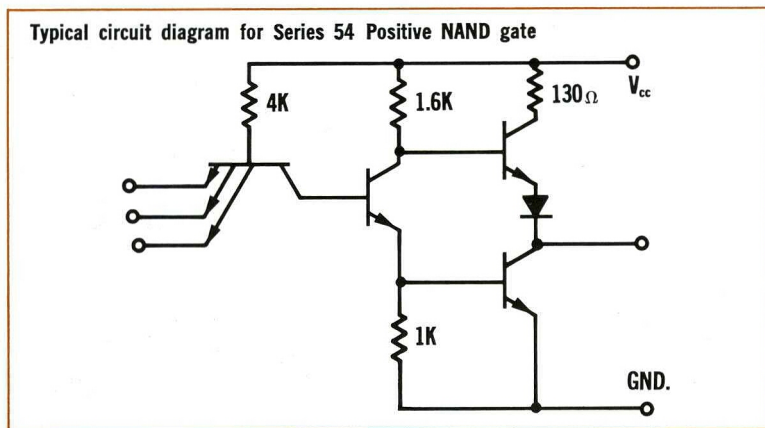 Typical circuit diagram for Series 54 Positive NAND gate
4K
1.6K
130Ω
Vcc
1K
GND.